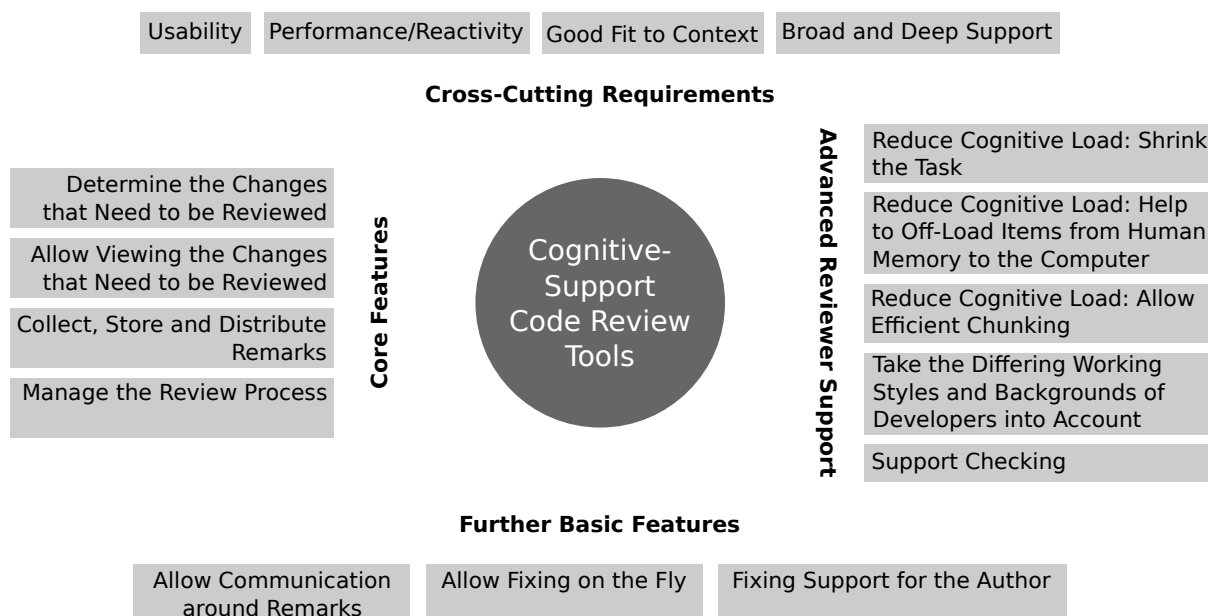 Usability
Performance/Reactivity
Good Fit to Context
Broad and Deep Support
Cross-Cutting Requirements
Determine the Changes
that Need to be Reviewed
Allow Viewing the Changes
that Need to be Reviewed
Collect, Store and Distribute
Remarks
Manage the Review Process
Core Features
Cognitive-
Support
Code Review
Tools
Advanced Reviewer Support
Reduce Cognitive Load: Shrink
the Task
Reduce Cognitive Load: Help
to Off-Load Items from Human
Memory to the Computer
Reduce Cognitive Load: Allow
Efficient Chunking
Take the Differing Working
Styles and Backgrounds of
Developers into Account
Support Checking
Further Basic Features
Allow Communication
around Remarks
Allow Fixing on the Fly
Fixing Support for the Author